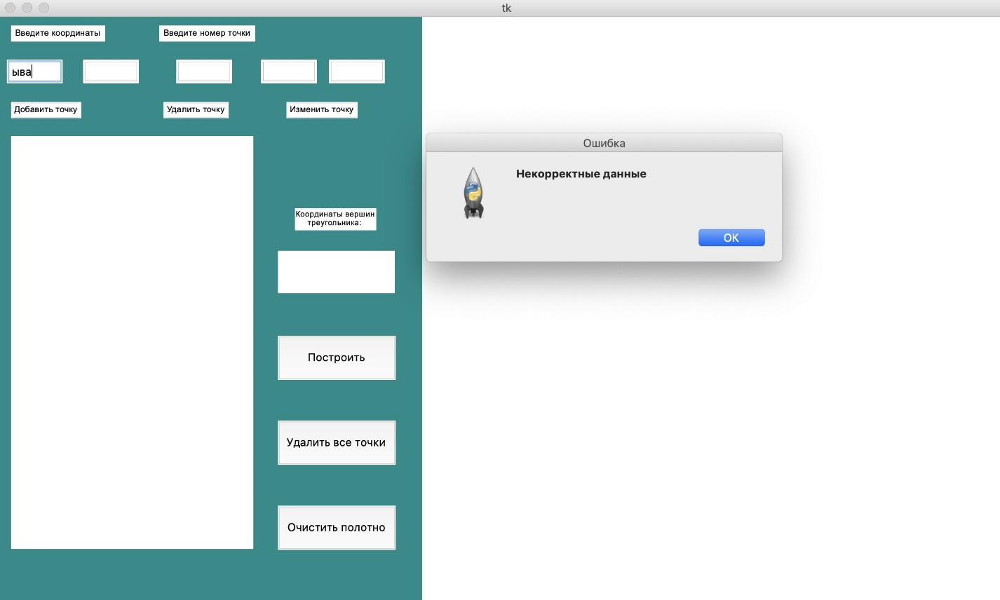 tk
Введите координаты
Введите номер точки
ыва
Добавить точку
Удалить точку
Изменить точку
Ошибка
Некорректные данные
OK
Координаты вершин
треугольника:
Построить
Удалить все точки
Очистить полотно